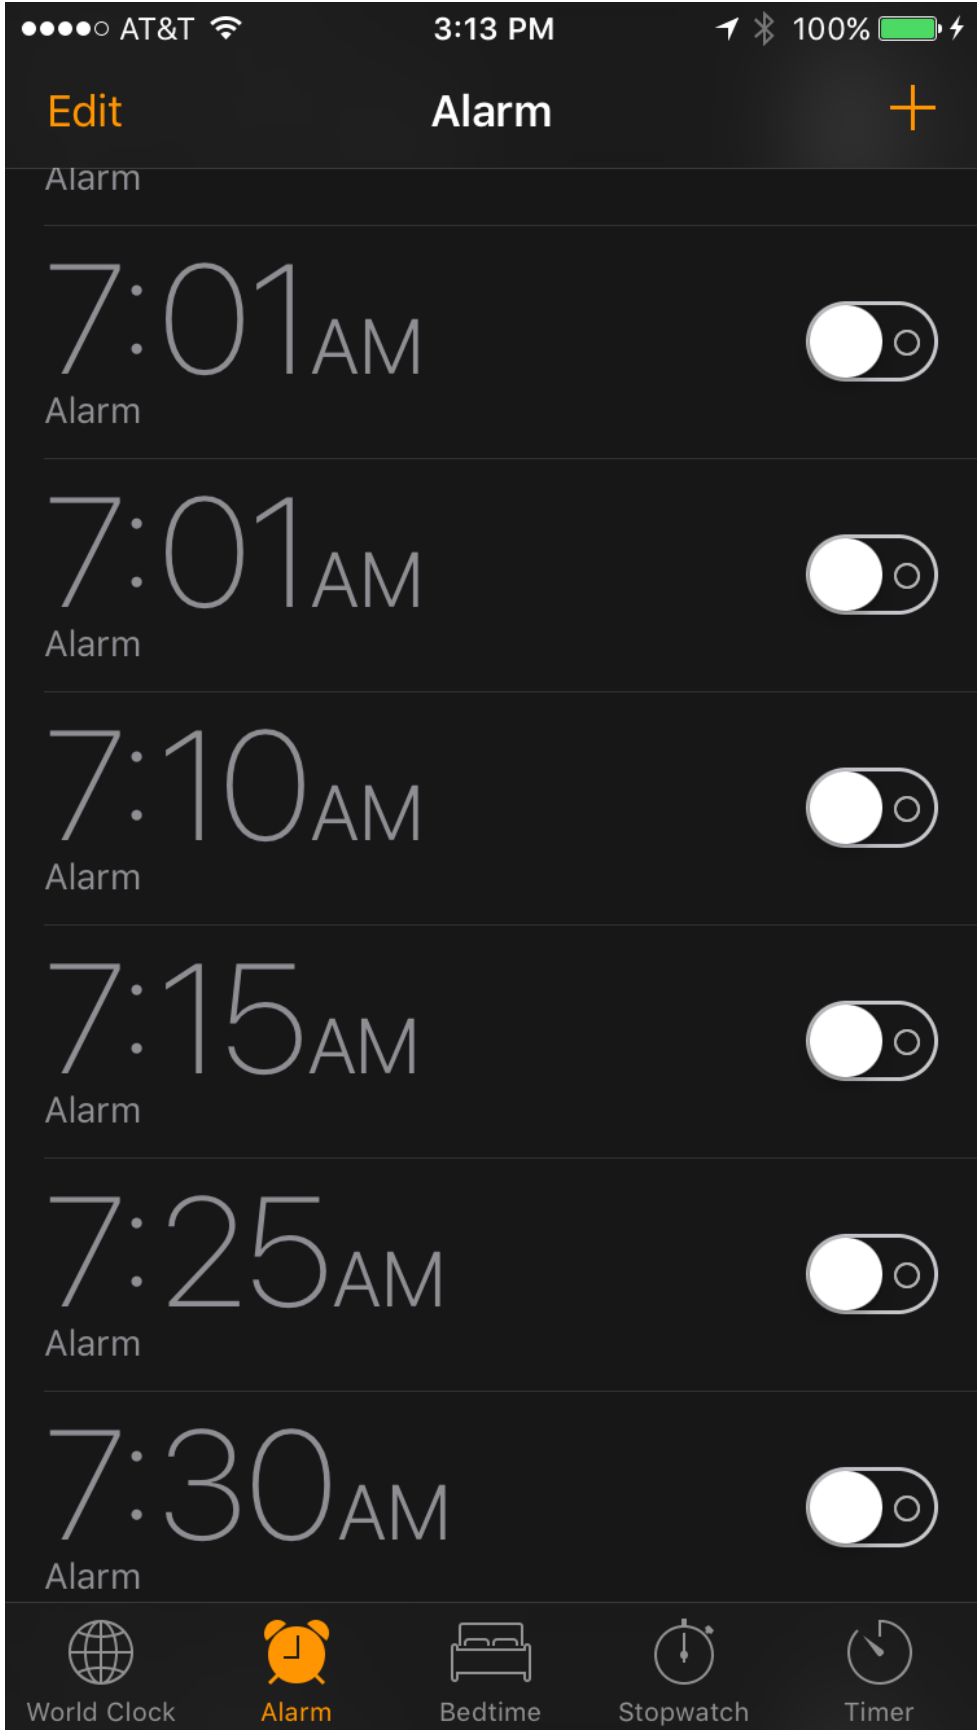 AT&T 3:13 PM 100%
Edit Alarm +
Alarm
7:01AM
Alarm
7:01AM
Alarm
7:10AM
Alarm
7:15AM
Alarm
7:25AM
Alarm
7:30AM
Alarm
World Clock Alarm Bedtime Stopwatch Timer